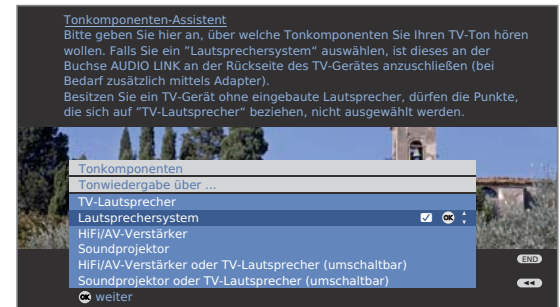 Tonkomponenten-Assistent
Bitte geben Sie hier an, über welche Tonkomponenten Sie Ihren TV-Ton hören
wollen. Falls Sie ein "Lautsprechersystem“ auswählen, ist dieses an der
Buchse AUDIO LINK an der Rückseite des TV-Gerätes anzuschließen (bei
Bedarf zusätzlich mittels Adapter).
Besitzen Sie ein TV-Gerät ohne eingebaute Lautsprecher, dürfen die Punkte,
die sich auf "TV-Lautsprecher“ beziehen, nicht ausgewählt werden.
Tonkomponenten
Tonwiedergabe über ...
TV-Lautsprecher
Lautsprechersystem OK
HiFi/AV-Verstärker
Soundprojektor
HiFi/AV-Verstärker oder TV-Lautsprecher (umschaltbar)
Soundprojektor oder TV-Lautsprecher (umschaltbar)
END
OK weiter